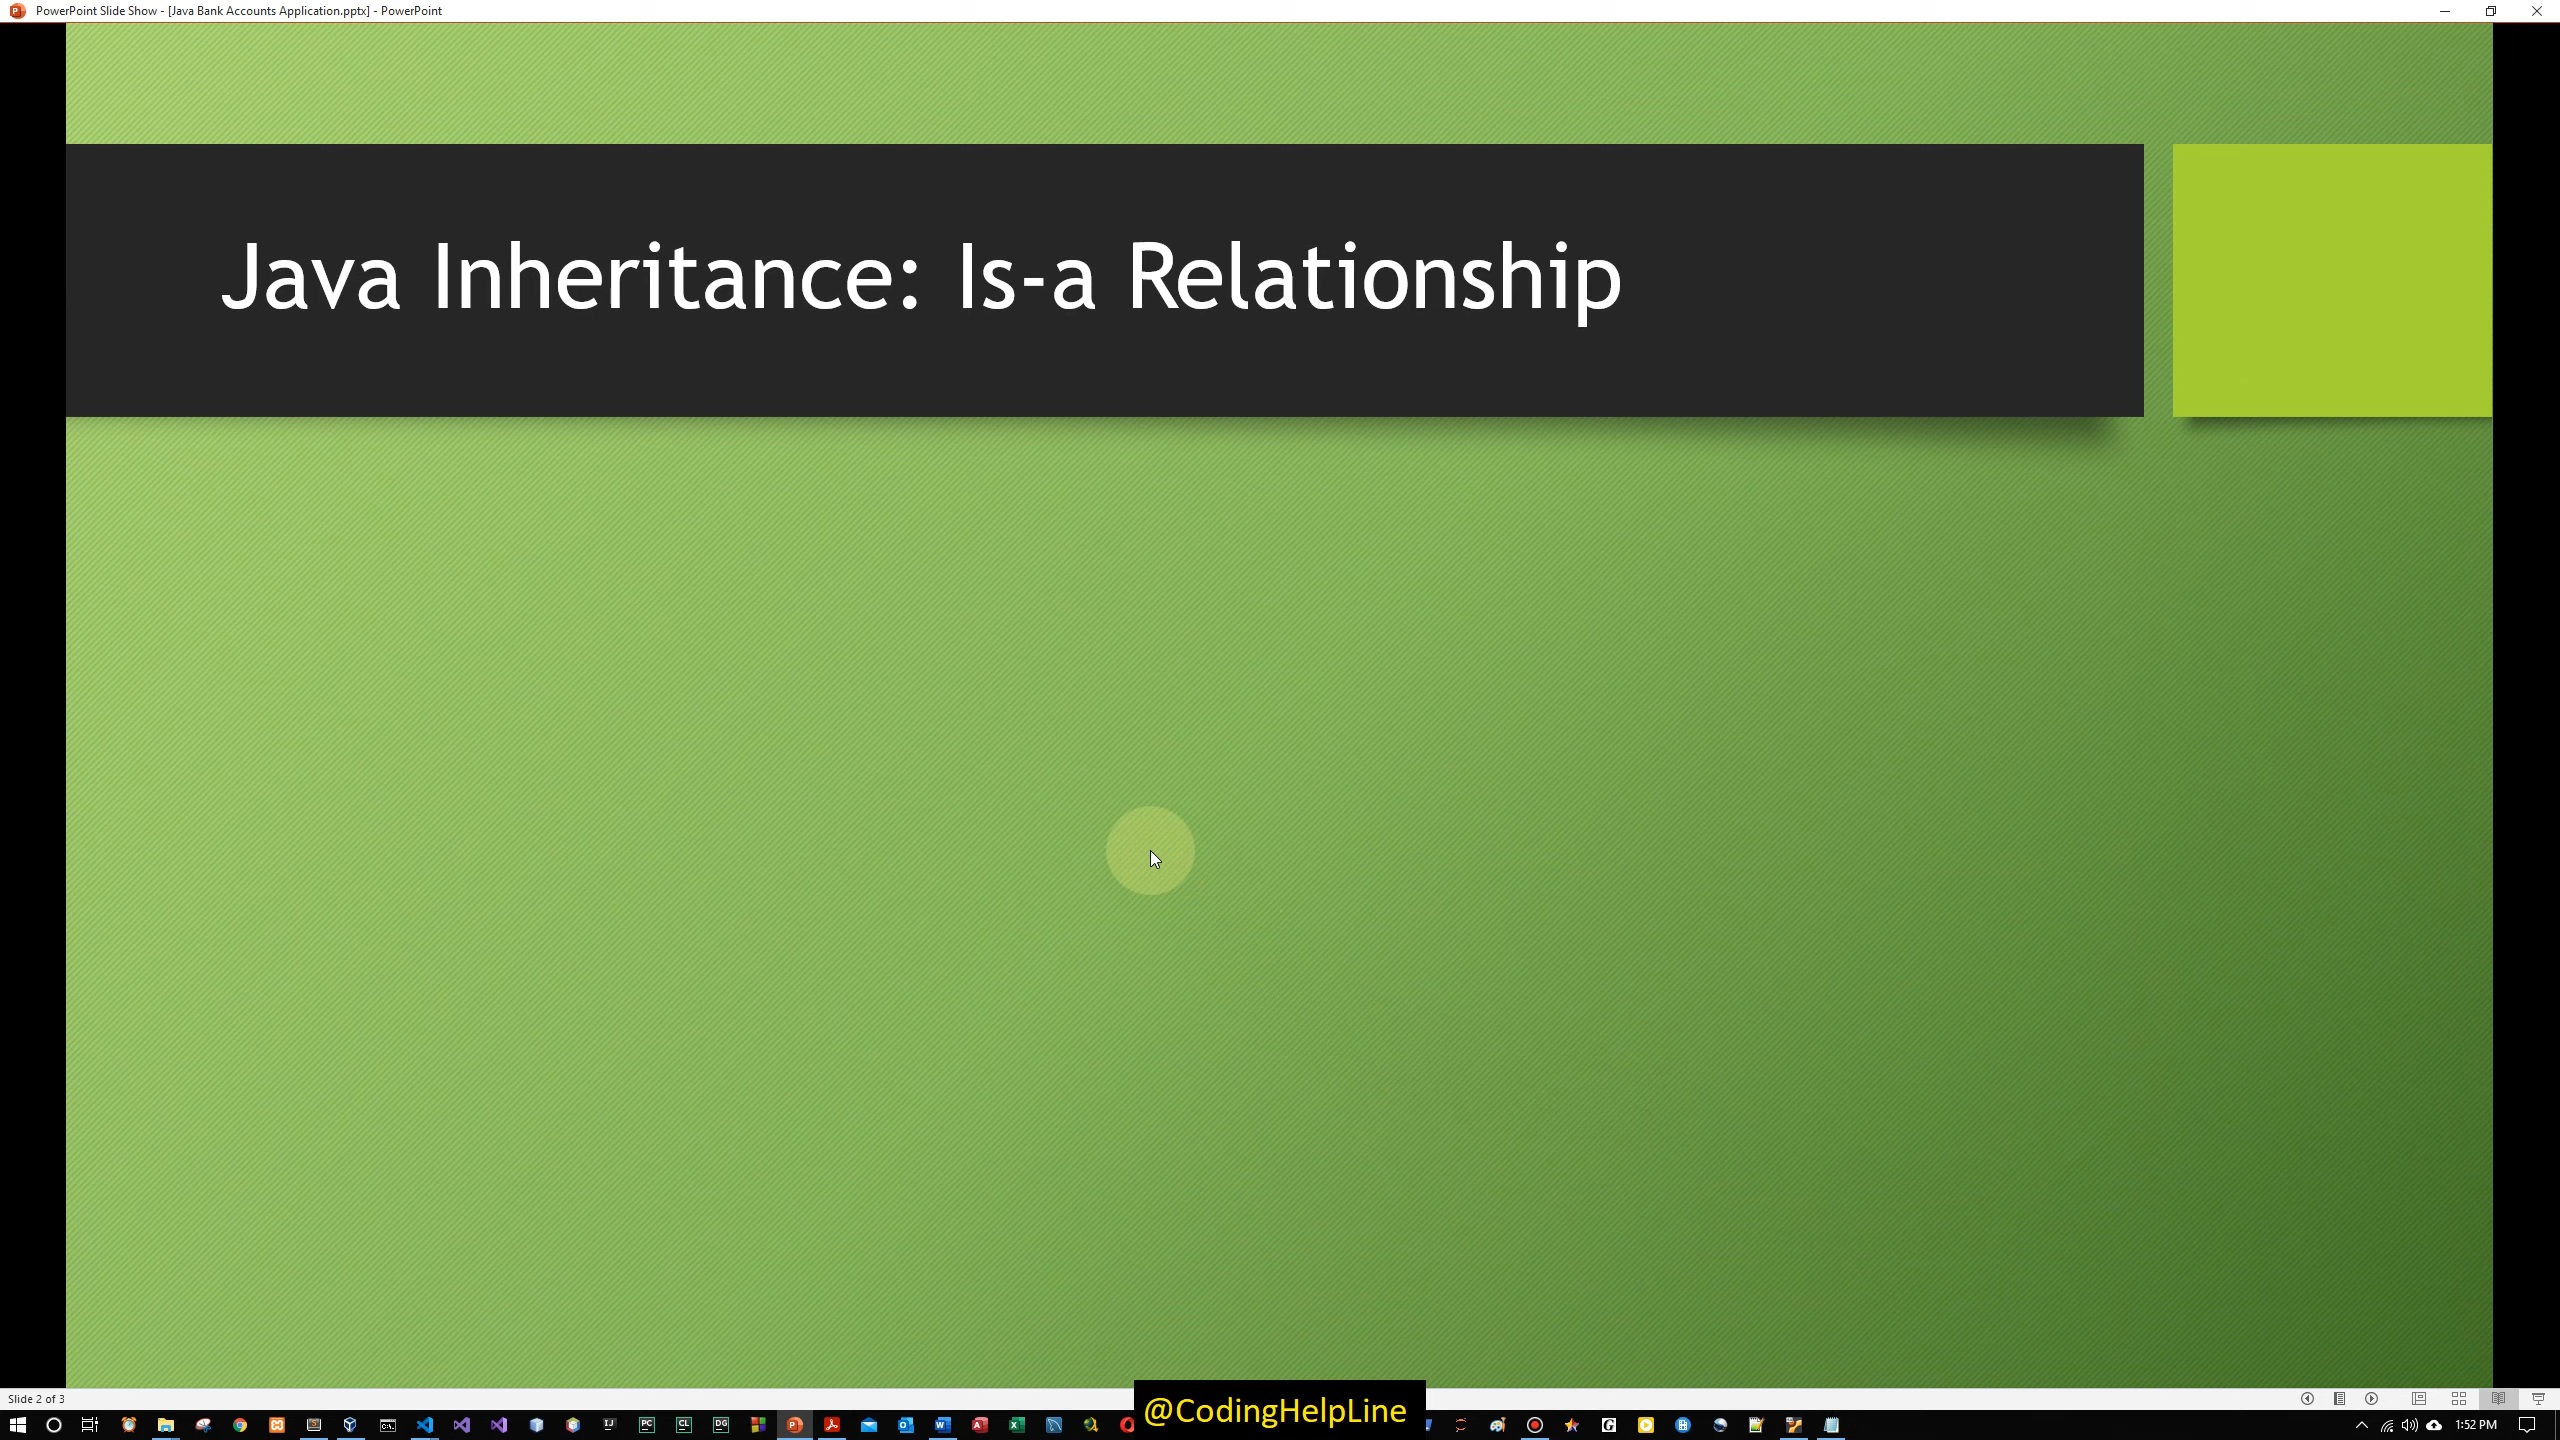 PowerPoint Slide Show - [Java Bank Accounts Application.pptx] - PowerPoint
Java Inheritance: Is-a Relationship
Slide 2 of 3
@CodingHelpLine
1:52 PM